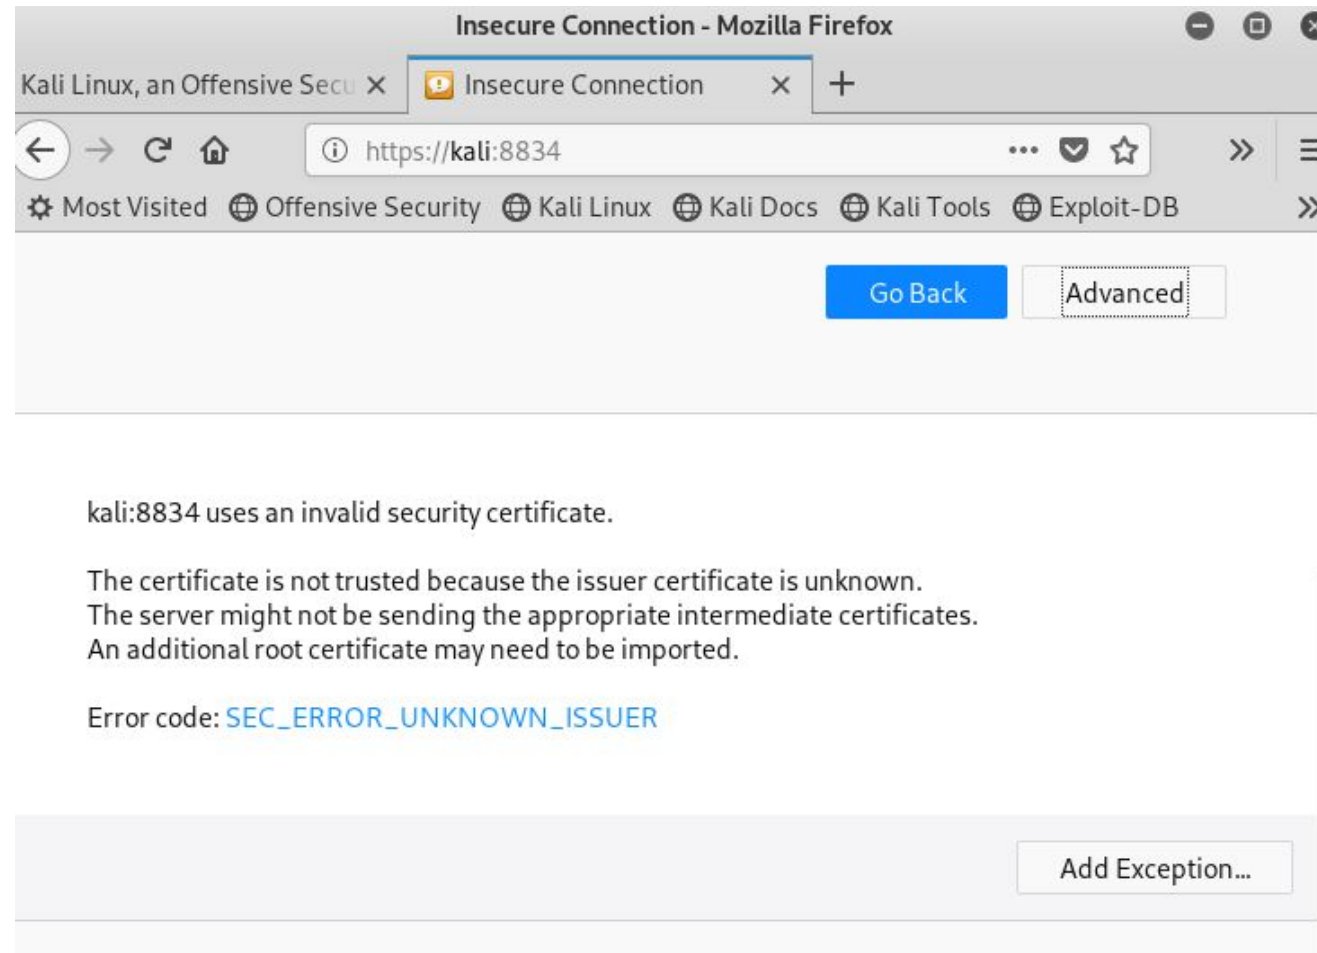 Insecure Connection - Mozilla Firefox
Kali Linux, an Offensive Secu
Insecure Connection
https://kali:8834
Most Visited Offensive Security Kali Linux Kali Docs Kali Tools Exploit-DB
Go Back Advanced
kali:8834 uses an invalid security certificate.
The certificate is not trusted because the issuer certificate is unknown.
The server might not be sending the appropriate intermediate certificates.
An additional root certificate may need to be imported.
Error code: SEC_ERROR_UNKNOWN_ISSUER
Add Exception...